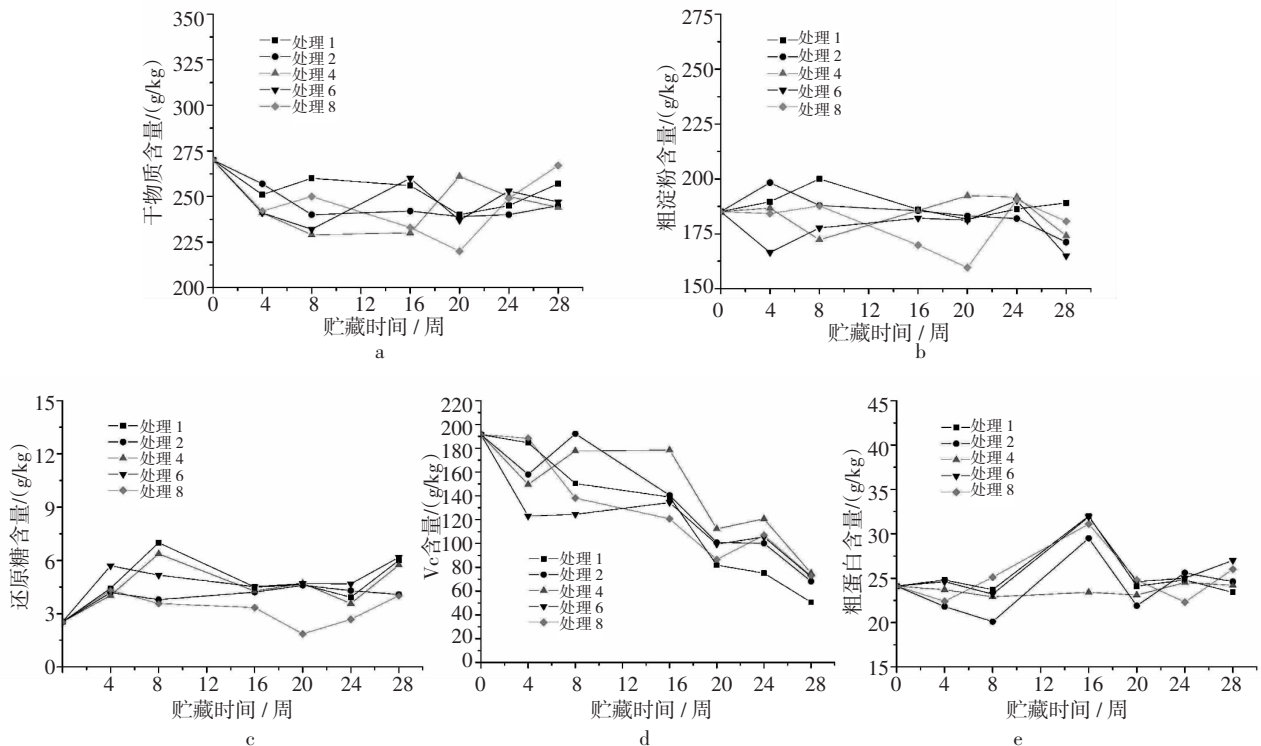 350
325
300
275
250
225
200
干物质含量/(g/kg)
处理 1
处理 2
处理 4
处理 6
处理 8
0 4 8 12 16 20 24 28
贮藏时间 / 周
a
275
250
225
200
175
150
粗淀粉含量/(g/kg)
处理 1
处理 2
处理 4
处理 6
处理 8
0 4 8 12 16 20 24 28
贮藏时间 / 周
b
15
12
9
6
3
0
还原糖含量/(g/kg)
处理 1
处理 2
处理 4
处理 6
处理 8
4 8 12 16 20 24 28
贮藏时间 / 周
c
220
200
180
160
140
120
100
80
60
40
20
0
Vc含量/(g/kg)
处理 1
处理 2
处理 4
处理 6
处理 8
0 4 8 12 16 20 24 28
贮藏时间 / 周
d
45
40
35
30
25
20
15
粗蛋白含量/(g/kg)
处理 1
处理 2
处理 4
处理 6
处理 8
0 4 8 12 16 20 24 28
贮藏时间 / 周
e